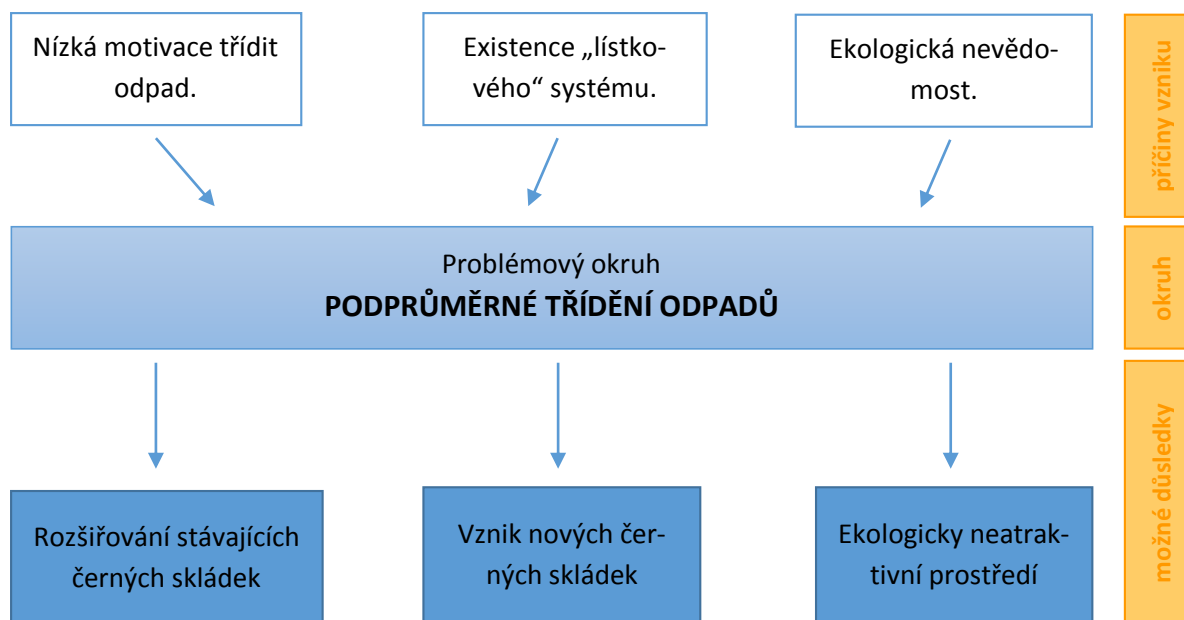 Nízká motivace třídit
odpad.
Existence „lístko-
vého“ systému.
Ekologická nevědo-
most.
příčiny vzniku
Problémový okruh
PODPRŮMĚRNÉ TŘÍDĚNÍ ODPADŮ
okruh
Rozšiřování stávajících
černých skládek
Vznik nových čer-
ných skládek
Ekologicky neatrak-
tivní prostředí
možné důsledky